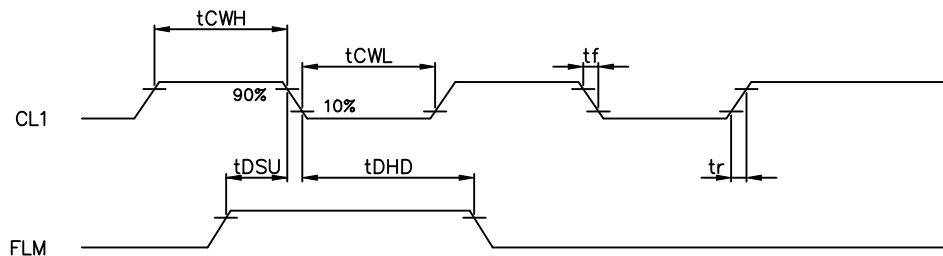 tCWH
tCWL
tf
90%
10%
CL1
tDSU
tDHD
tr
FLM